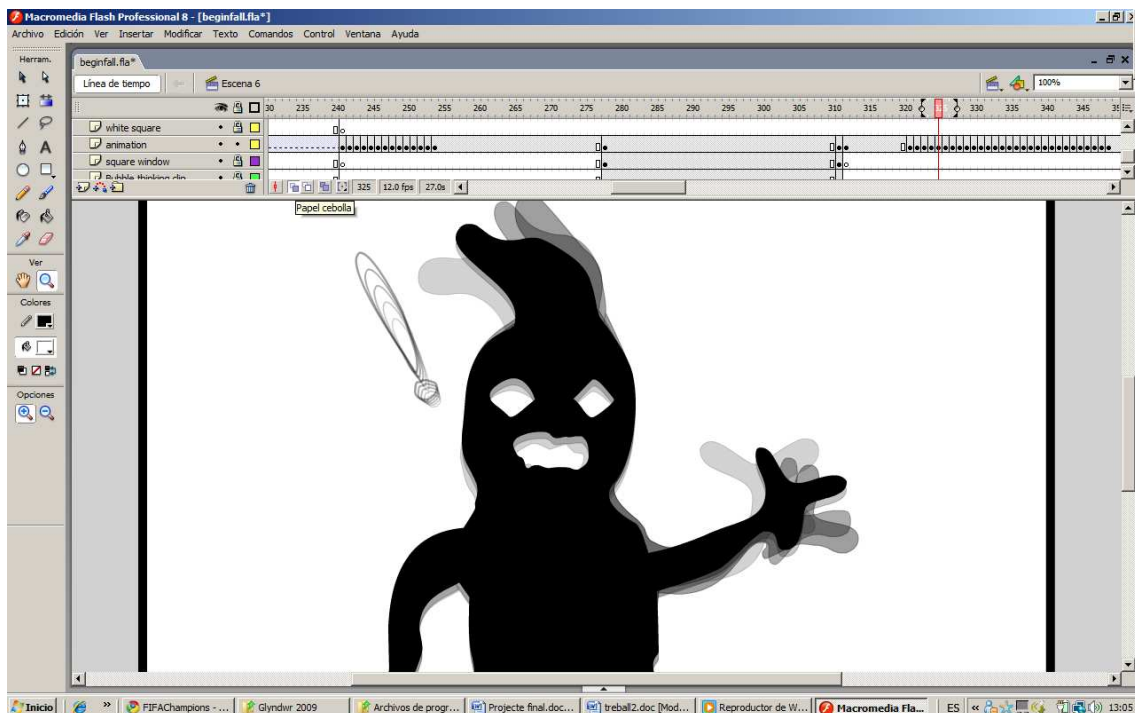 Macromedia Flash Professional 8 - [beginfall.fla*]
Archivo Edición Ver Insertar Modificar Texto Comandos Control Ventana Ayuda
Herram.
beginfall.fla*
Línea de tiempo
Escena 6
100%
30 235 240 245 250 255 260 265 270 275 280 285 290 295 300 305 310 315 320 330 335 340 345
white square
animation
square window
Bubble thinking clip
325 12.0 fps 27.0s
Papel cebolla
Ver
Colores
Opciones
Inicio » FIFAChampions - ... Glyndwr 2009 Archivos de progr... Projecte final.doc... treball2.doc [Mod... Reproductor de W... Macromedia Fla... ES « 13:05